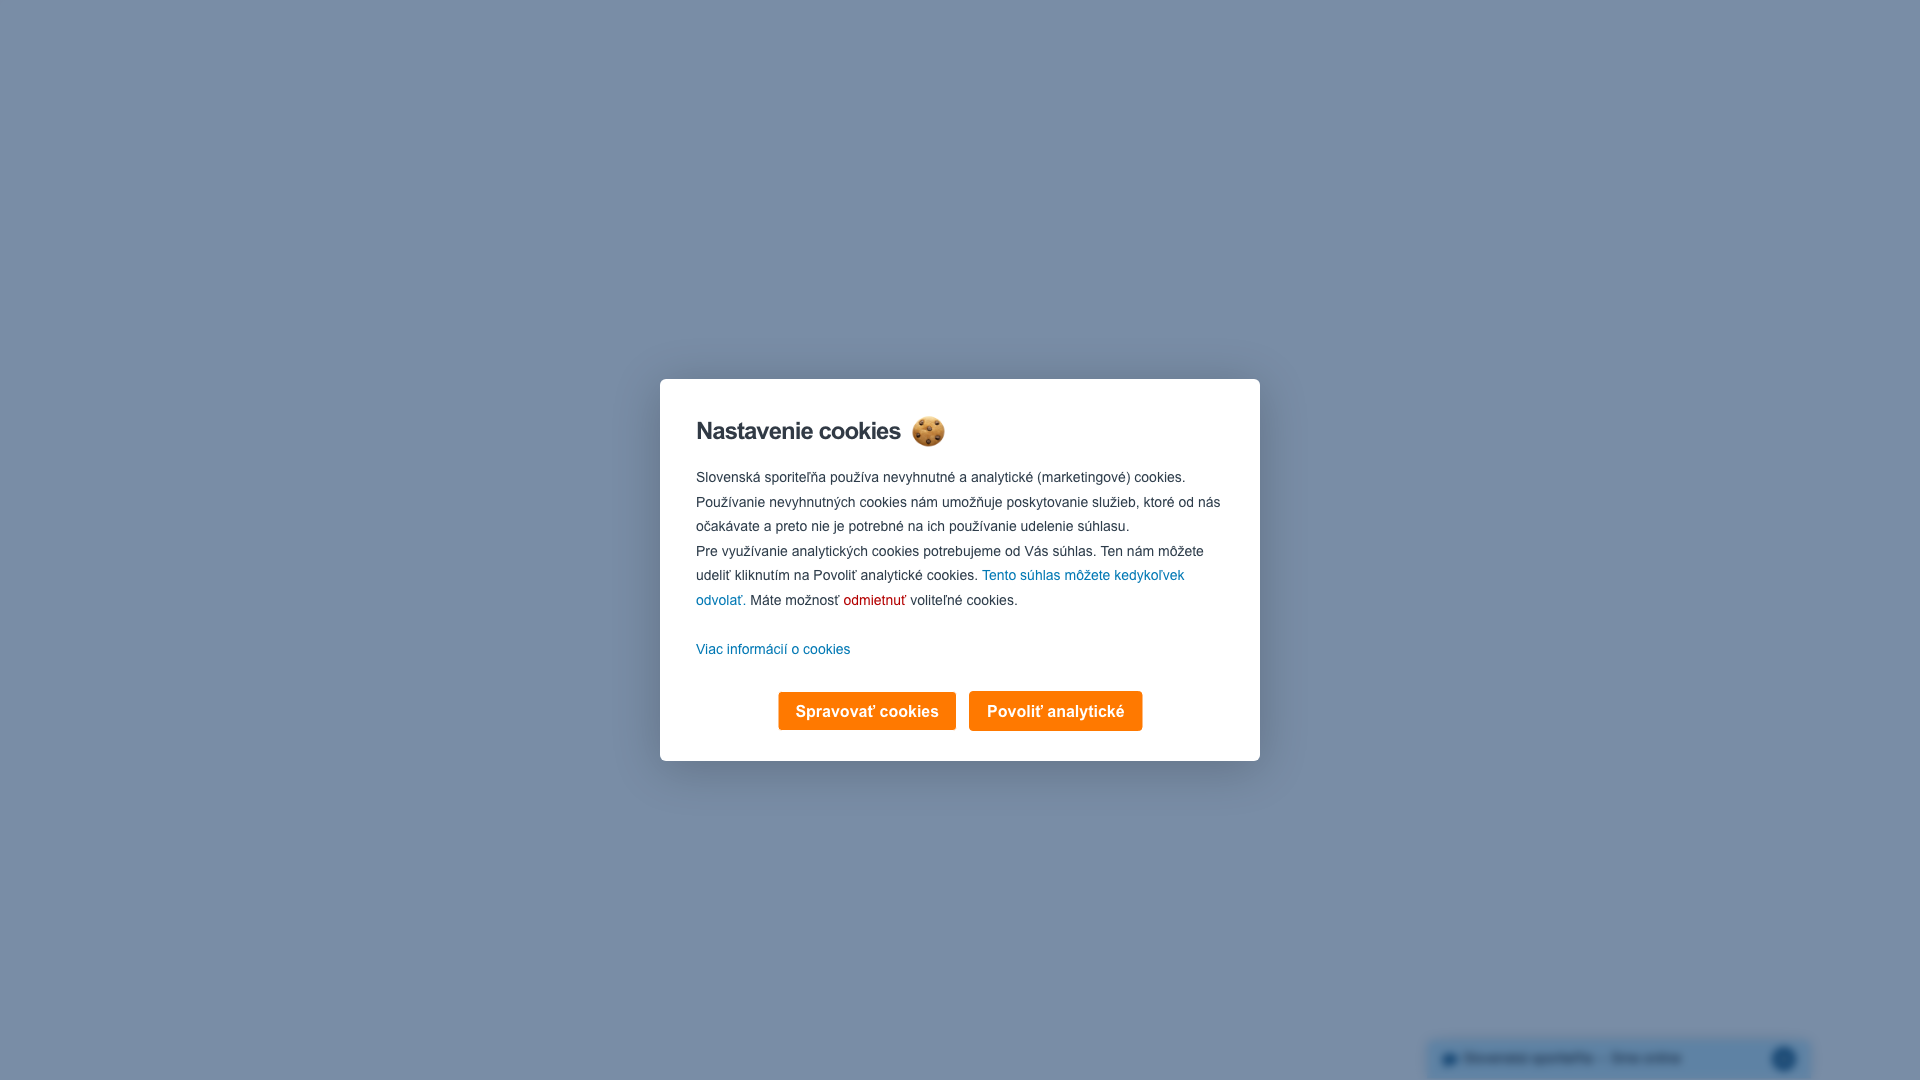 Nastavenie cookies
Slovenská sporiteľňa používa nevyhnutné a analytické (marketingové) cookies.
Používanie nevyhnutných cookies nám umožňuje poskytovanie služieb, ktoré od nás
očakávate a preto nie je potrebné na ich používanie udelenie súhlasu.
Pre využívanie analytických cookies potrebujeme od Vás súhlas. Ten nám môžete
udeliť kliknutím na Povoliť analytické cookies. Tento súhlas môžete kedykoľvek
odvolať. Máte možnosť odmietnuť voliteľné cookies.
Viac informácií o cookies
Spravovať cookies
Povoliť analytické